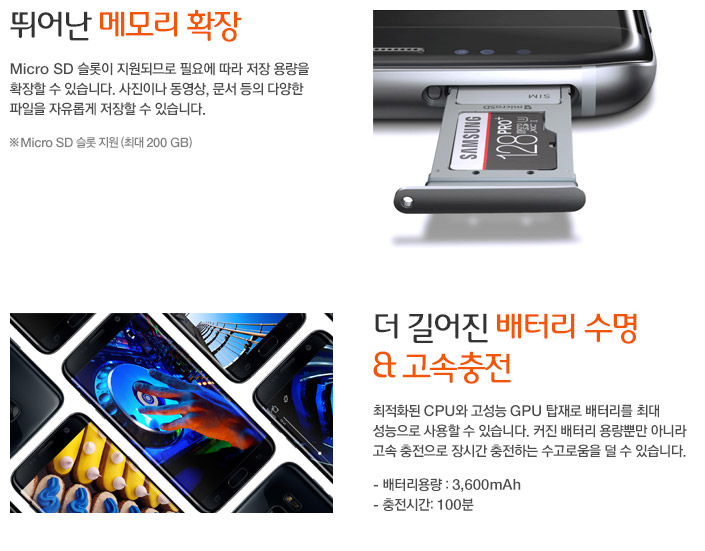 뛰어난 메모리 확장
Micro SD 슬롯이 지원되므로 필요에 따라 저장 용량을
확장할 수 있습니다. 사진이나 동영상, 문서 등의 다양한
파일을 자유롭게 저장할 수 있습니다.
※ Micro SD 슬롯 지원 (최대 200 GB)
SIM
microSD
SAMSUNG
128 PRO+
더 길어진 배터리 수명
& 고속충전
최적화된 CPU와 고성능 GPU 탑재로 배터리를 최대
성능으로 사용할 수 있습니다. 커진 배터리 용량뿐만 아니라
고속 충전으로 장시간 충전하는 수고로움을 덜 수 있습니다.
- 배터리용량 : 3,600mAh
- 충전시간: 100분